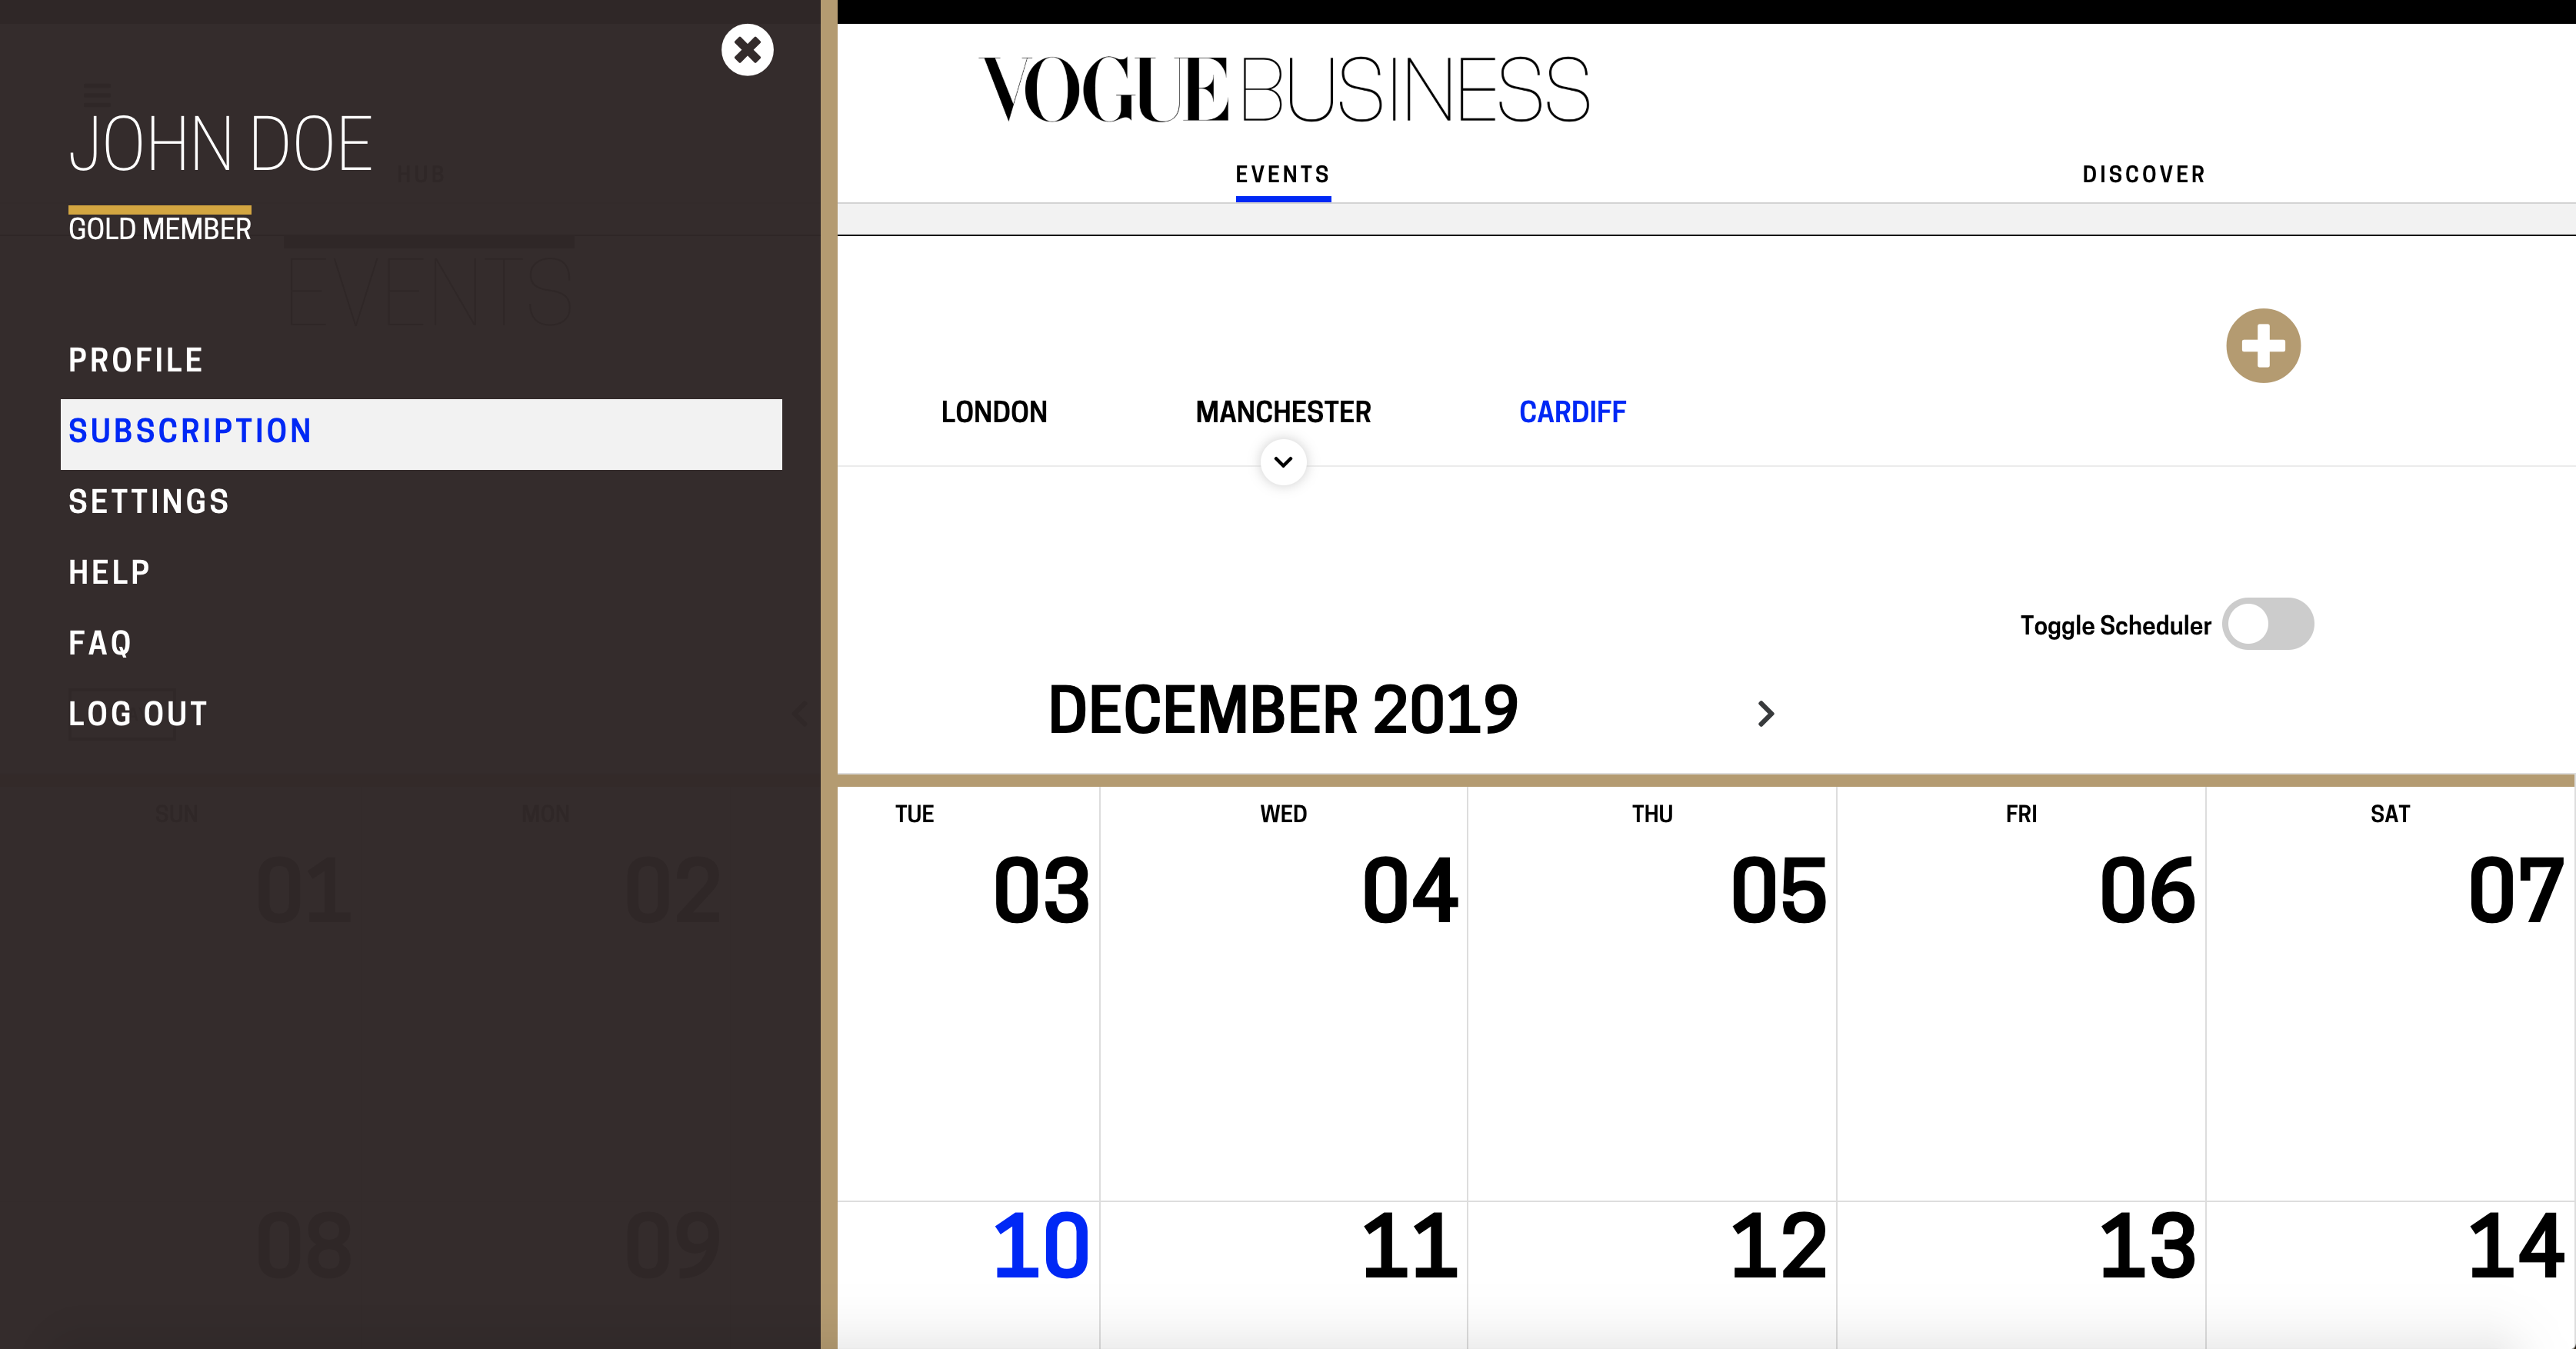 JOHN DOE
GOLD MEMBER
PROFILE
SUBSCRIPTION
SETTINGS
HELP
FAQ
LOG OUT
VOGUE BUSINESS
HUB
EVENTS
DISCOVER
EVENTS
LONDON
MANCHESTER
CARDIFF
Toggle Scheduler
DECEMBER 2019
SUN MON TUE WED THU FRI SAT
01 02 03 04 05 06 07
08 09 10 11 12 13 14